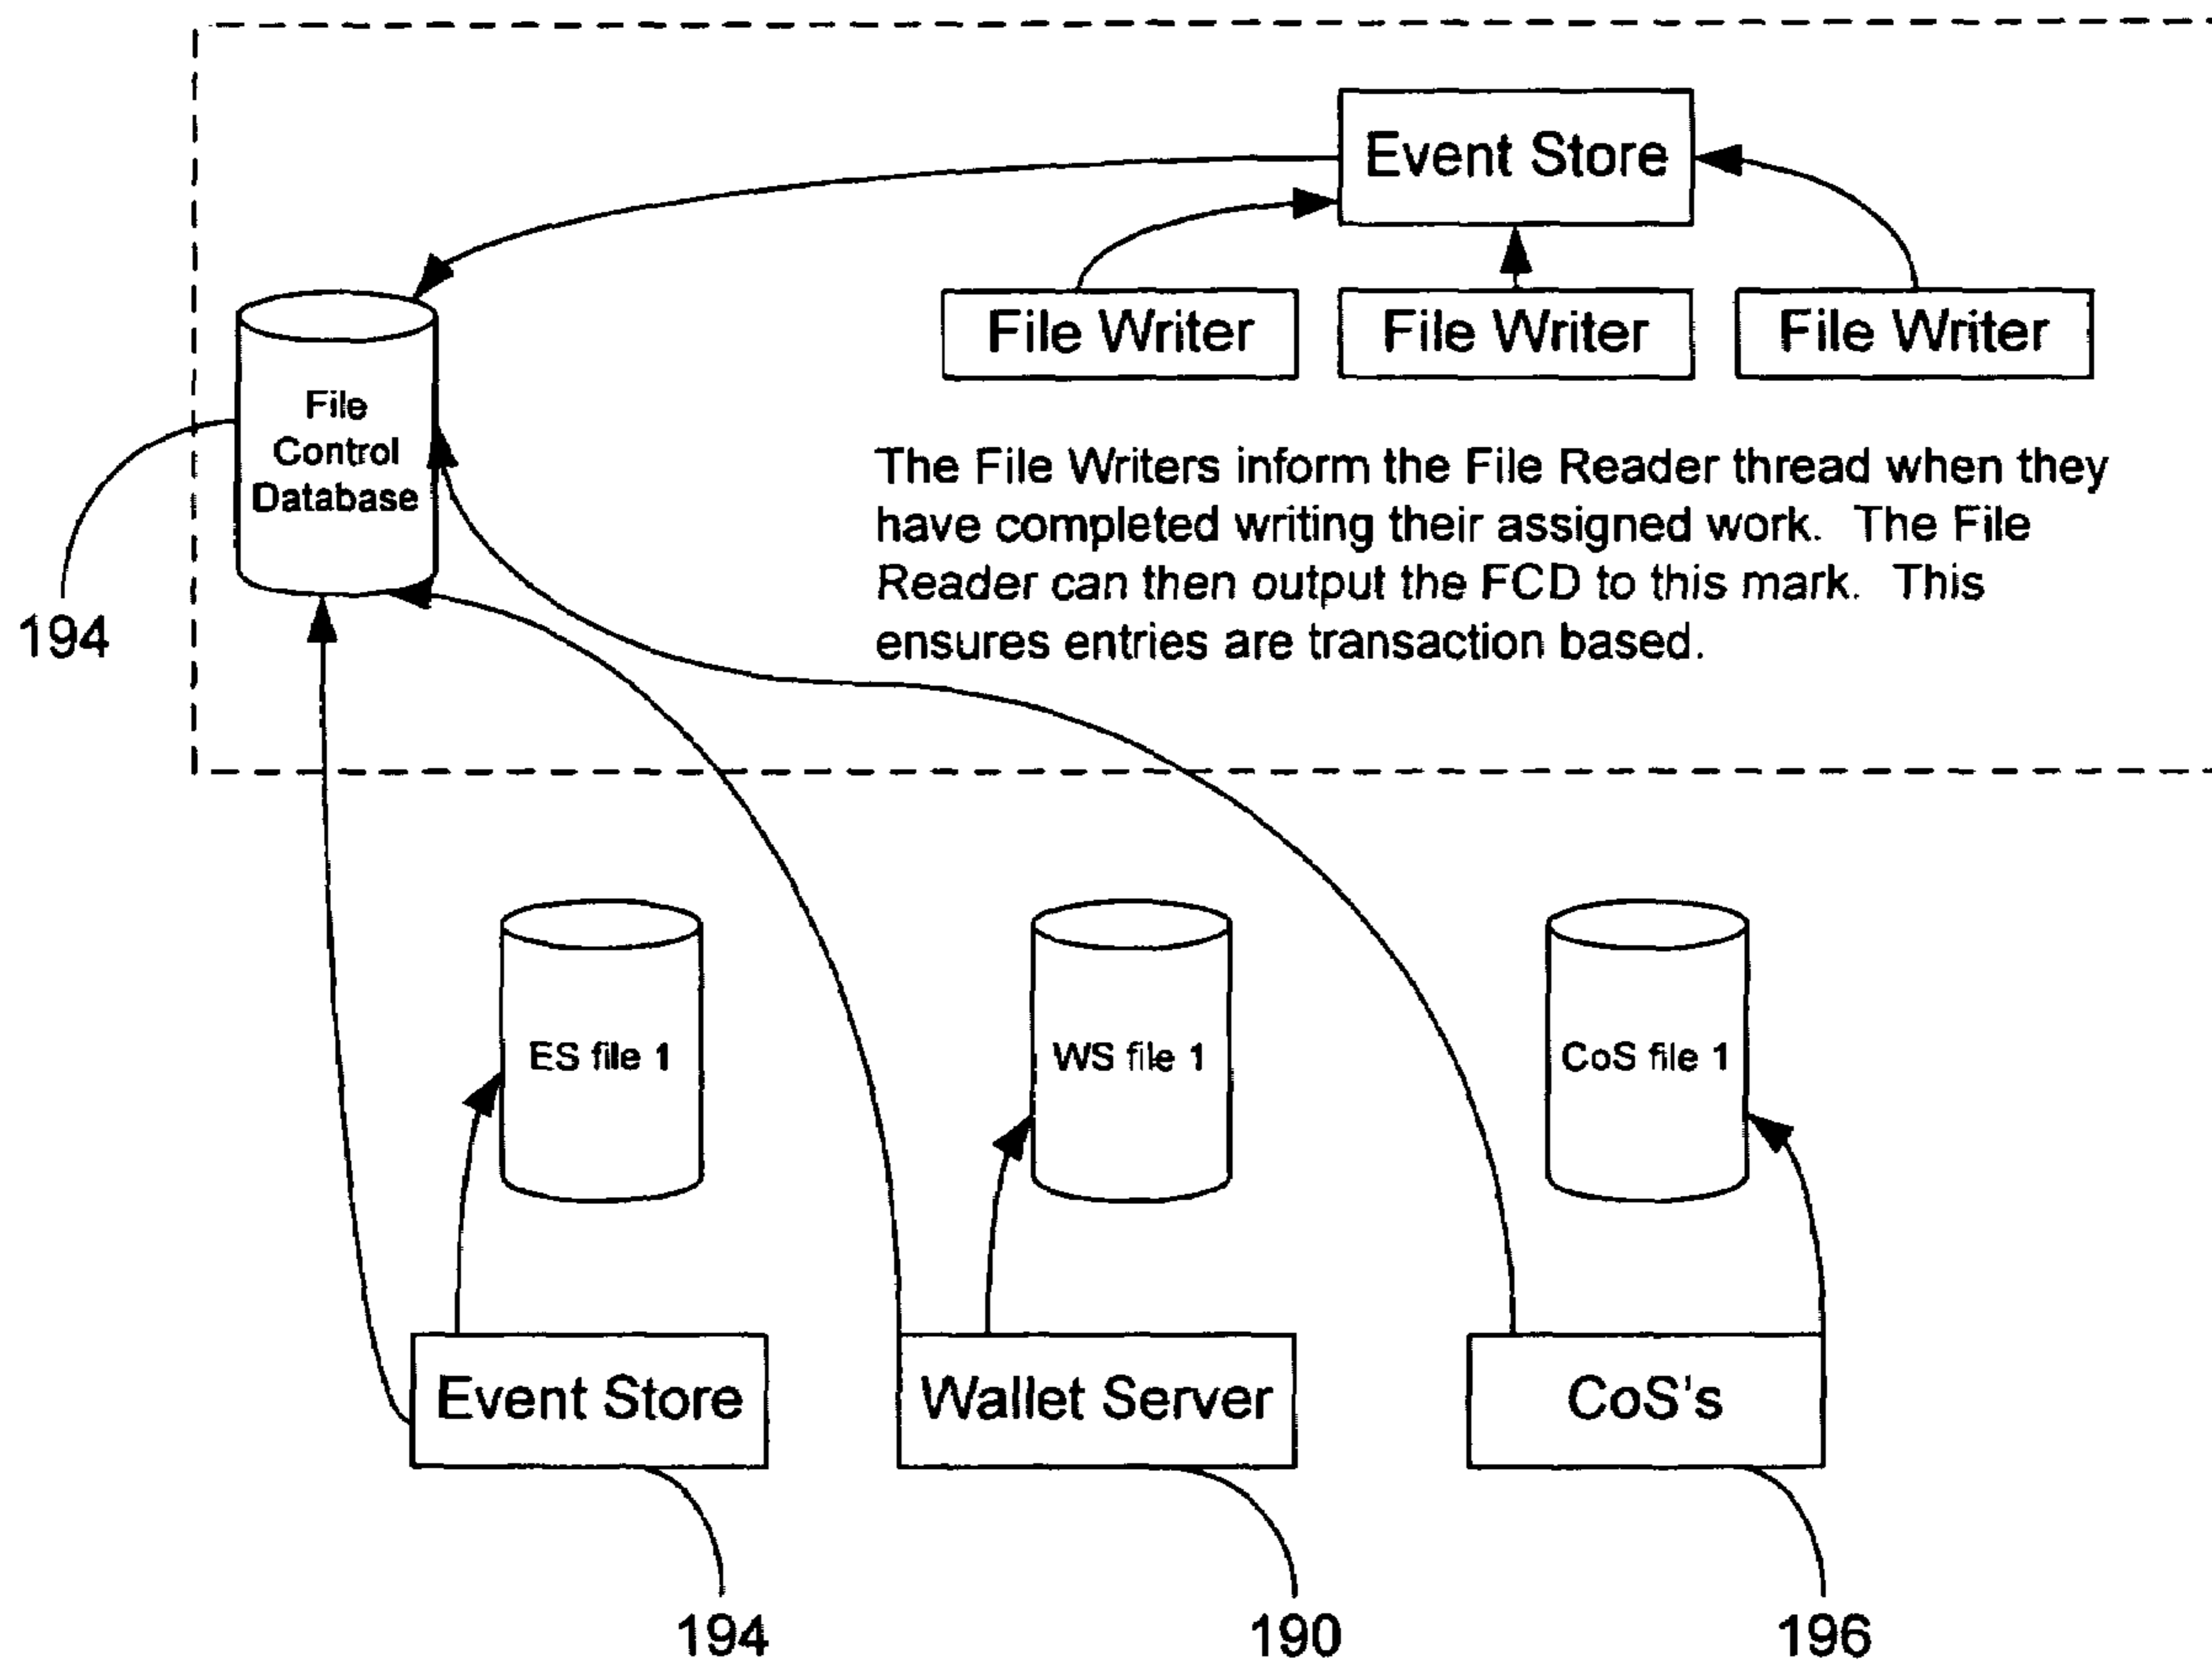 Event Store
File Writer
File Writer
File Writer
File
Control
Database
The File Writers inform the File Reader thread when they
have completed writing their assigned work. The File
Reader can then output the FCD to this mark. This
ensures entries are transaction based.
194
ES file 1
WS file 1
CoS file 1
Event Store
Wallet Server
CoS's
194
190
196